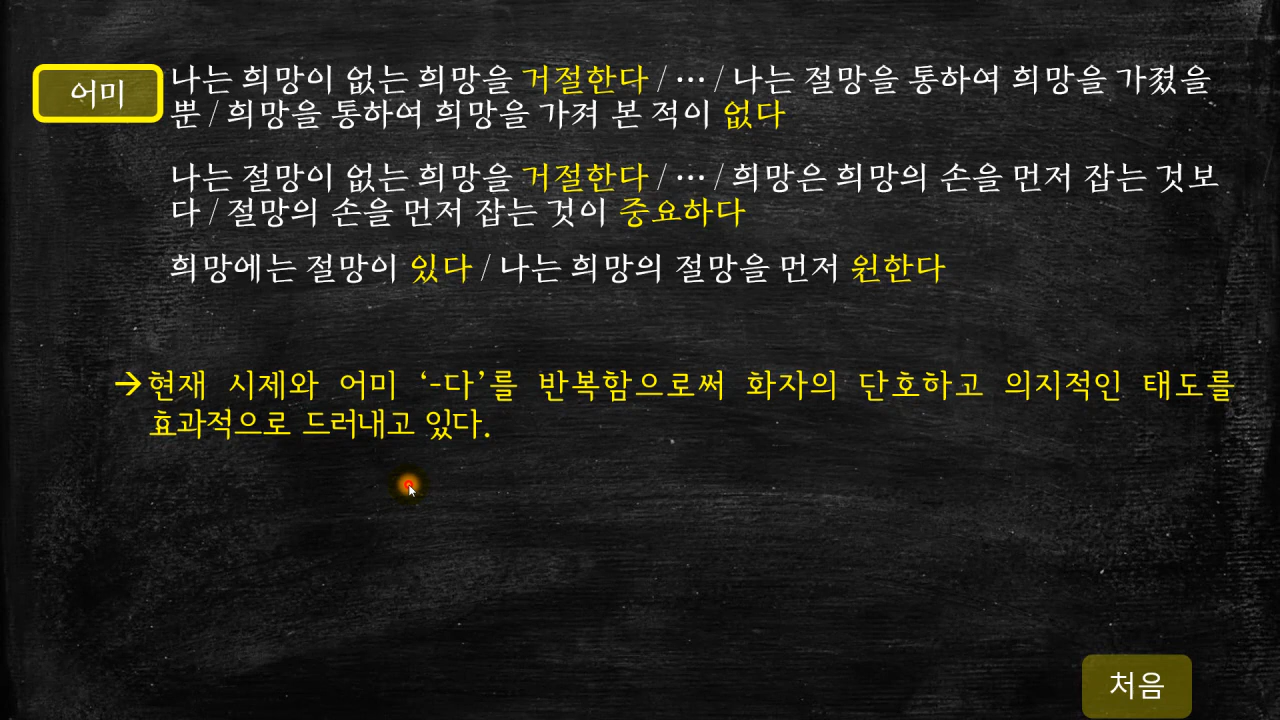 어미
나는 희망이 없는 희망을 거절한다 / … / 나는 절망을 통하여 희망을 가졌을
뿐 / 희망을 통하여 희망을 가져 본 적이 없다
나는 절망이 없는 희망을 거절한다 / … / 희망은 희망의 손을 먼저 잡는 것보
다 / 절망의 손을 먼저 잡는 것이 중요하다
희망에는 절망이 있다 / 나는 희망의 절망을 먼저 원한다
→현재 시제와 어미 ‘-다’를 반복함으로써 화자의 단호하고 의지적인 태도를
효과적으로 드러내고 있다.
처음